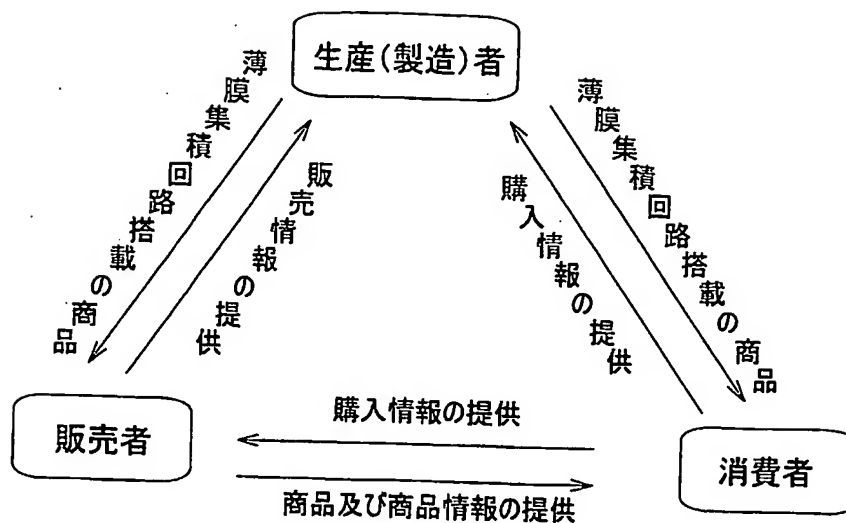 生産(製造)者
薄膜集積回路搭載の商品
販売情報の提供
購入情報の提供
薄膜集積回路搭載の商品
購入情報の提供
販売者
消費者
商品及び商品情報の提供